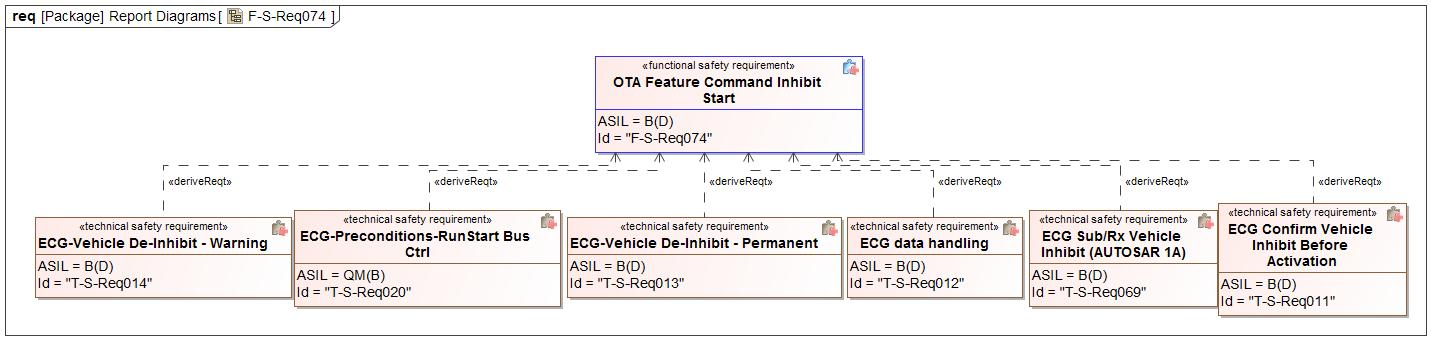 req [Package] Report Diagrams [ F-S-Req074 ]
«functional safety requirement»
OTA Feature Command Inhibit
Start
ASIL = B(D)
Id = "F-S-Req074"
«deriveReqt»
«deriveReqt»
«deriveReqt»
«deriveReqt»
«deriveReqt»
«deriveReqt»
«technical safety requirement»
ECG-Vehicle De-Inhibit - Warning
ASIL = B(D)
Id = "T-S-Req014"
«technical safety requirement»
ECG-Preconditions-RunStart Bus
Ctrl
ASIL = QM(B)
Id = "T-S-Req020"
«technical safety requirement»
ECG-Vehicle De-Inhibit - Permanent
ASIL = B(D)
Id = "T-S-Req013"
«technical safety requirement»
ECG data handling
ASIL = B(D)
Id = "T-S-Req012"
«technical safety requirement»
ECG Sub/Rx Vehicle
Inhibit (AUTOSAR 1A)
ASIL = B(D)
Id = "T-S-Req069"
«technical safety requirement»
ECG Confirm Vehicle
Inhibit Before
Activation
ASIL = B(D)
Id = "T-S-Req011"